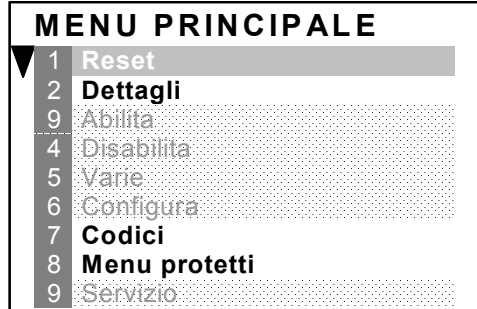 MENU PRINCIPALE
1 Reset
2 Dettagli
9 Abilita
4 Disabilita
5 Varie
6 Configura
7 Codici
8 Menu protetti
9 Servizio